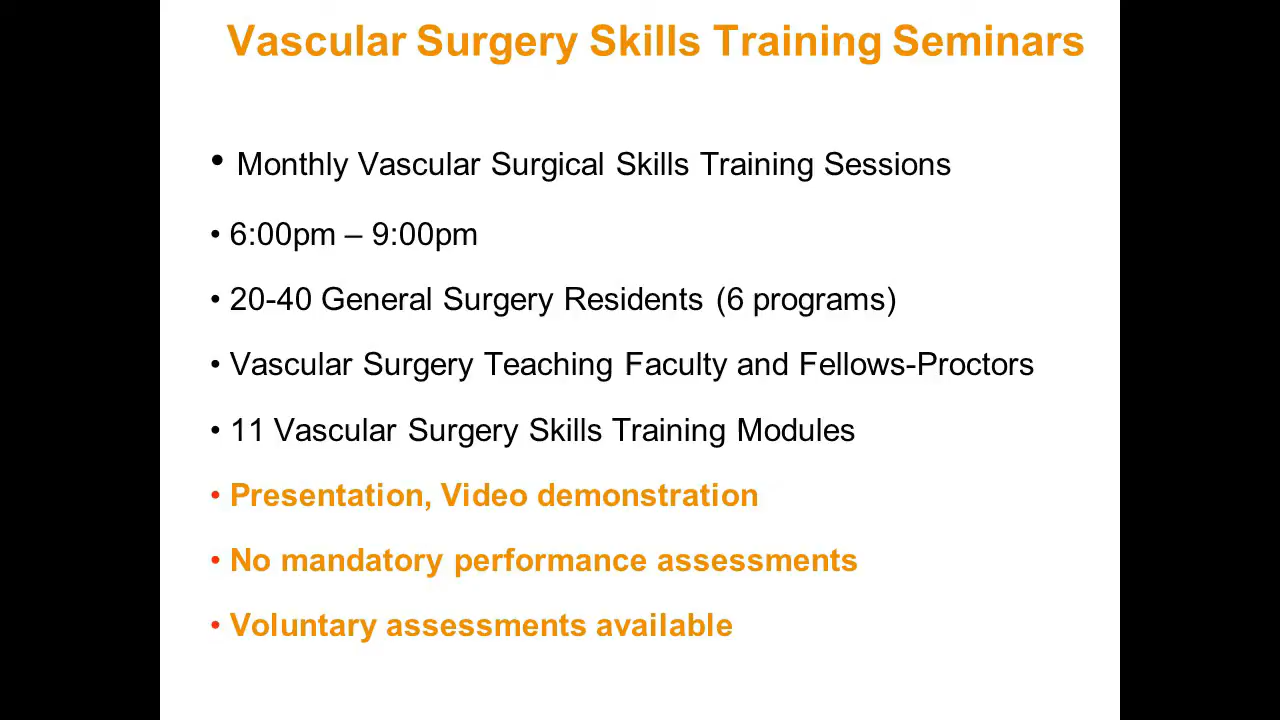 Vascular Surgery Skills Training Seminars
• Monthly Vascular Surgical Skills Training Sessions
• 6:00pm – 9:00pm
• 20-40 General Surgery Residents (6 programs)
• Vascular Surgery Teaching Faculty and Fellows-Proctors
• 11 Vascular Surgery Skills Training Modules
• Presentation, Video demonstration
• No mandatory performance assessments
• Voluntary assessments available